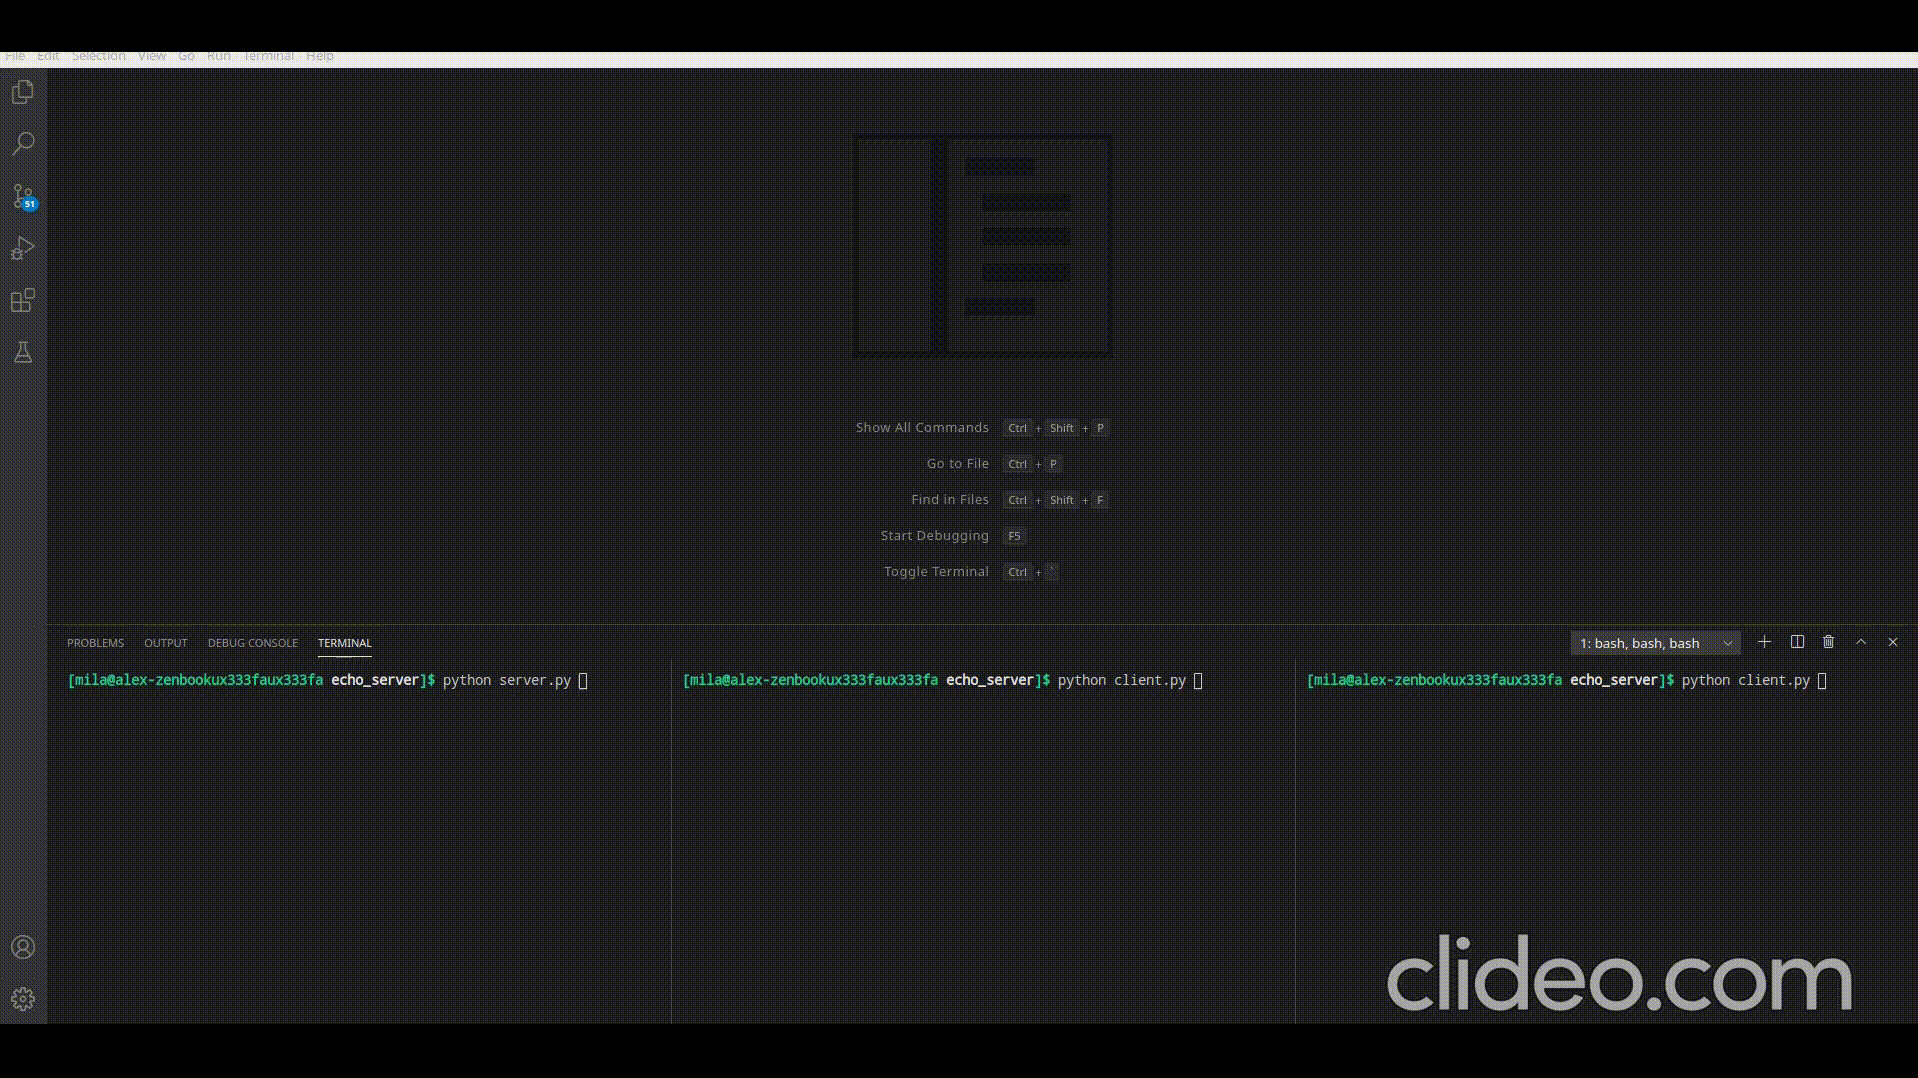 File Edit Selection View Go Run Terminal Help
51
Show All Commands Ctrl + Shift + P
Go to File Ctrl + P
Find in Files Ctrl + Shift + F
Start Debugging F5
Toggle Terminal Ctrl + `
PROBLEMS OUTPUT DEBUG CONSOLE TERMINAL 1: bash, bash, bash
[mila@alex-zenbookux333faux333fa echo_server]$ python server.py
[mila@alex-zenbookux333faux333fa echo_server]$ python client.py
[mila@alex-zenbookux333faux333fa echo_server]$ python client.py
clideo.com